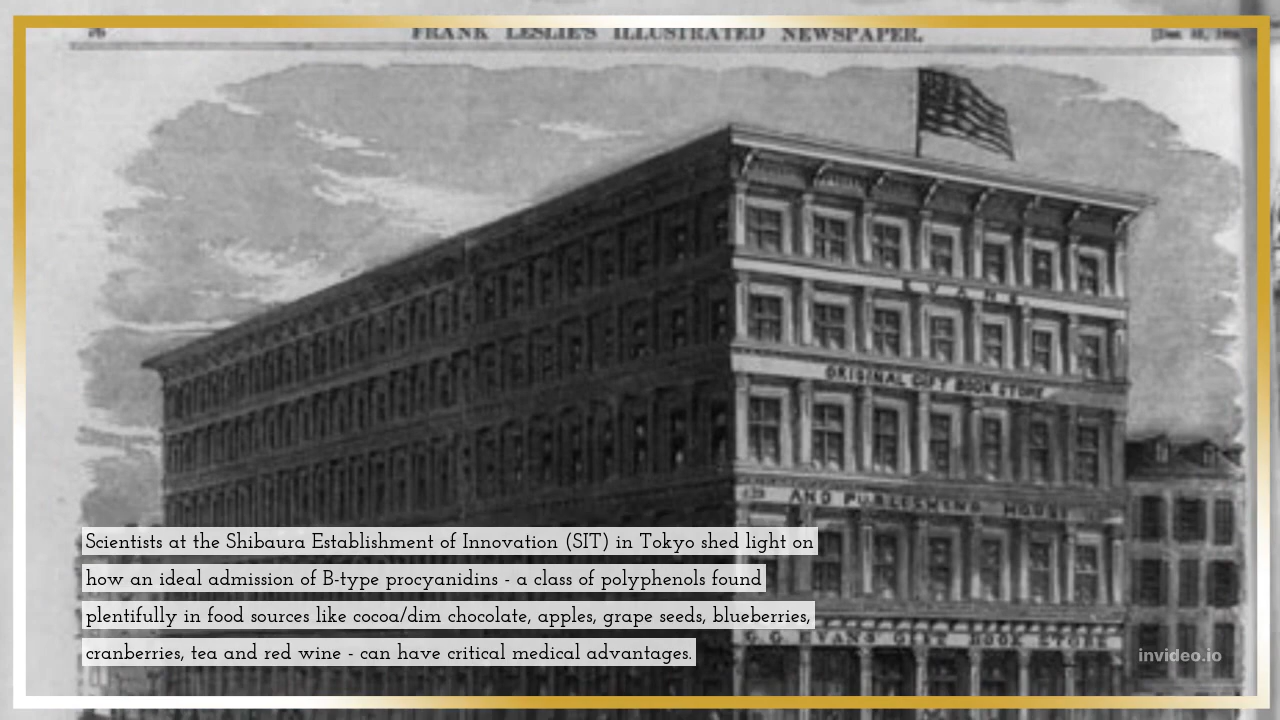 FRANK LESLIE'S ILLUSTRATED NEWSPAPER.
EVANS
ORIGINAL GIFT BOOK STORE
439 AND PUBLISHING HOUSE
G. G. EVANS GIFT BOOK STORE
Scientists at the Shibaura Establishment of Innovation (SIT) in Tokyo shed light on
how an ideal admission of B-type procyanidins - a class of polyphenols found
plentifully in food sources like cocoa/dim chocolate, apples, grape seeds, blueberries,
cranberries, tea and red wine - can have critical medical advantages.
invideo.io